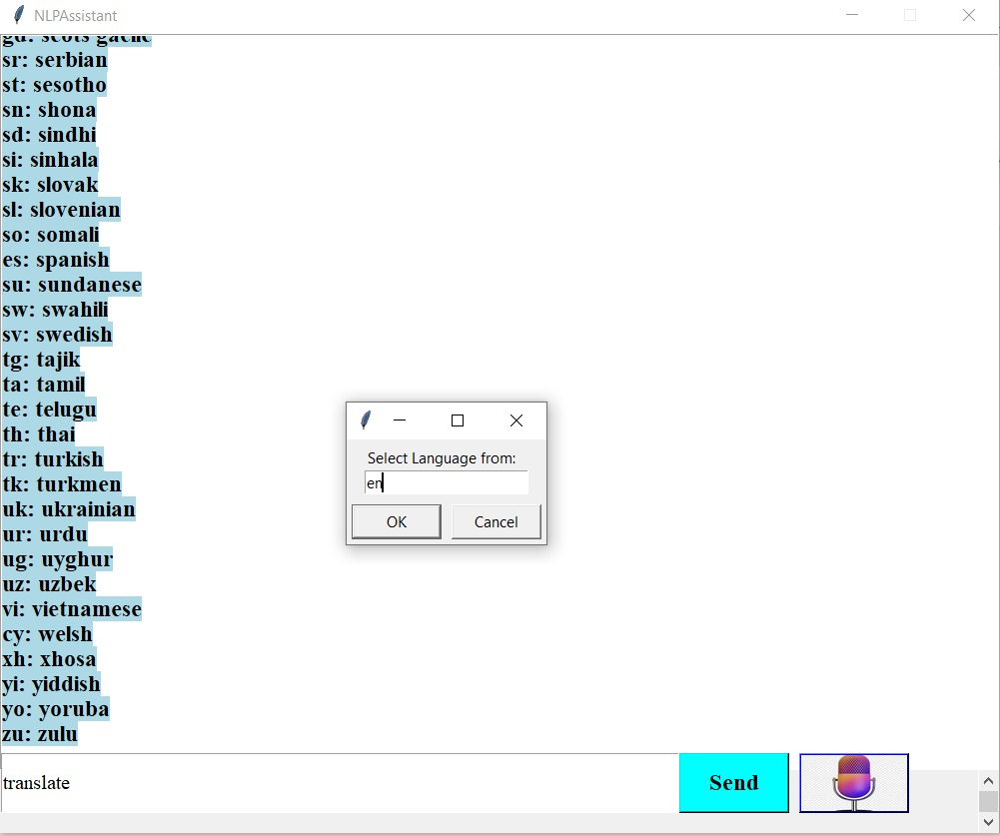 NLPAssistant
gd: scots gaelic
sr: serbian
st: sesotho
sn: shona
sd: sindhi
si: sinhala
sk: slovak
sl: slovenian
so: somali
es: spanish
su: sundanese
sw: swahili
sv: swedish
tg: tajik
ta: tamil
te: telugu
th: thai
tr: turkish
tk: turkmen
uk: ukrainian
ur: urdu
ug: uyghur
uz: uzbek
vi: vietnamese
cy: welsh
xh: xhosa
yi: yiddish
yo: yoruba
zu: zulu
Select Language from:
en
OK Cancel
translate
Send